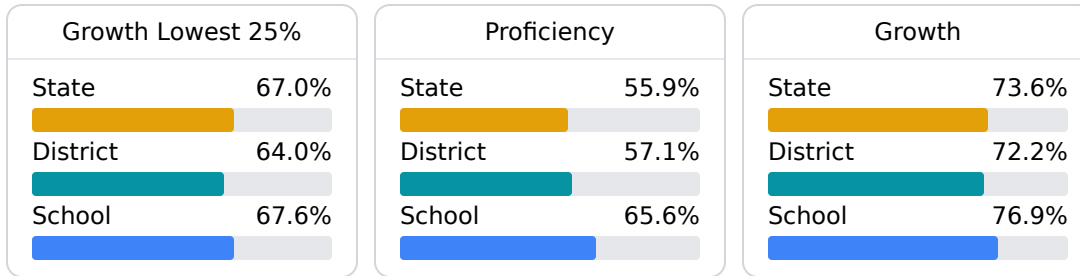 Growth Lowest 25%
State 67.0%
District 64.0%
School 67.6%
Proficiency
State 55.9%
District 57.1%
School 65.6%
Growth
State 73.6%
District 72.2%
School 76.9%